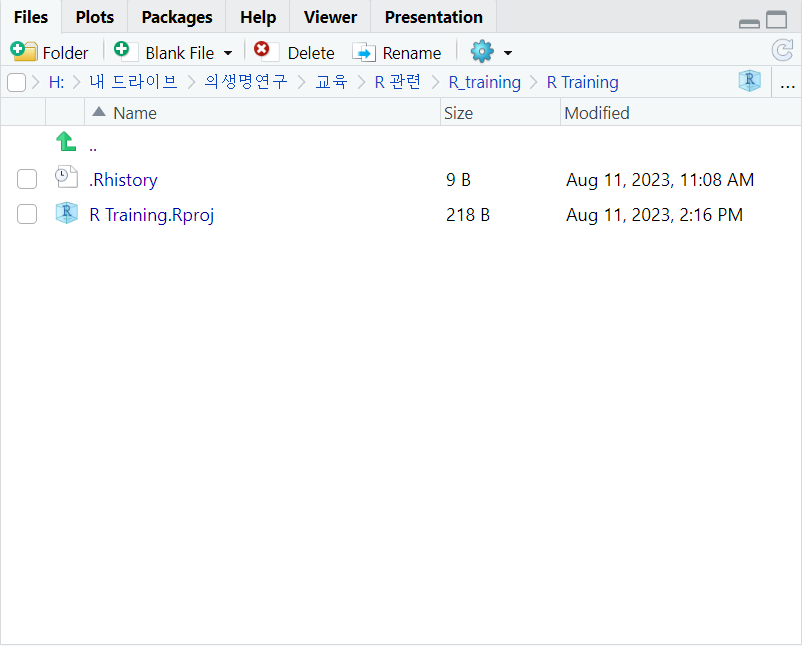 Files Plots Packages Help Viewer Presentation
Folder Blank File Delete Rename
H: 내 드라이브 의생명연구 교육 R 관련 R_training R Training R ...
Name Size Modified
..
.Rhistory 9 B Aug 11, 2023, 11:08 AM
R R Training.Rproj 218 B Aug 11, 2023, 2:16 PM